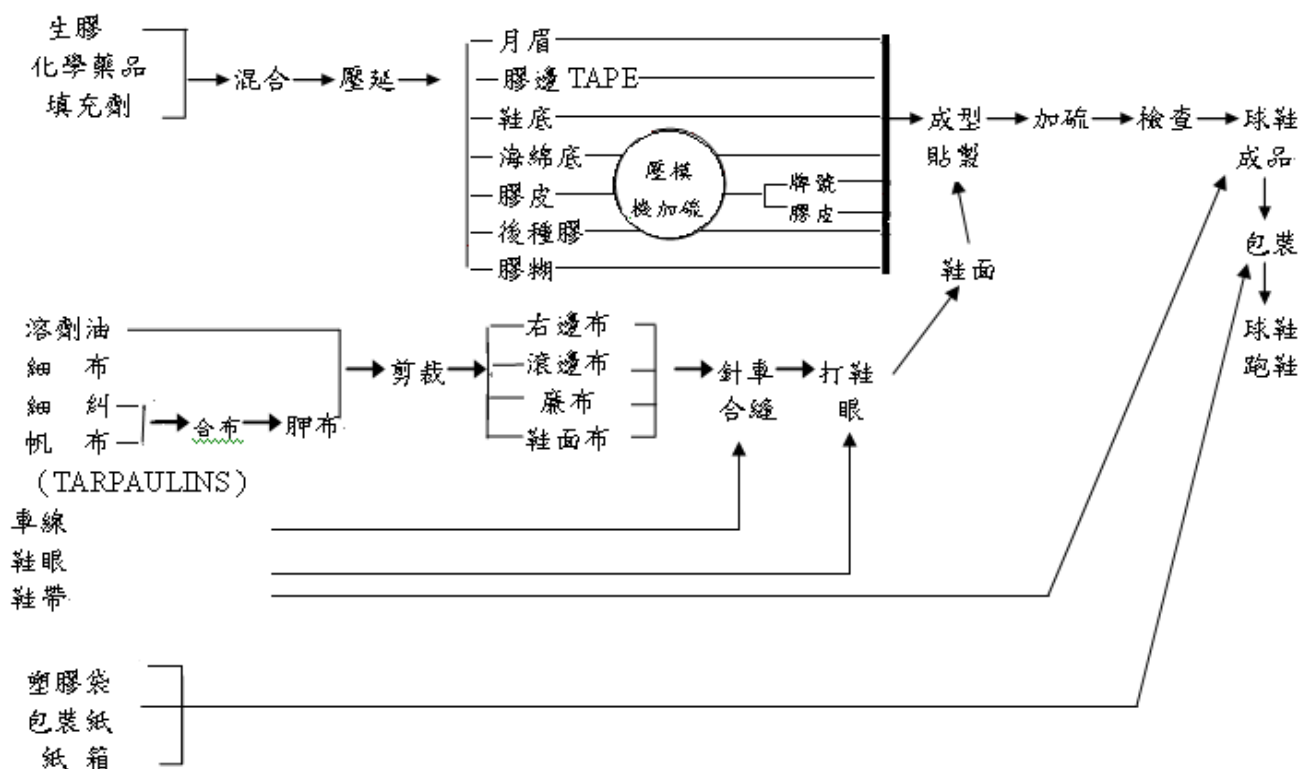 生膠
化學藥品
填充劑
混合
壓延
月眉
膠邊 TAPE
鞋底
海綿底
膠皮
後種膠
膠糊
壓模
機加硫
牌號
膠皮
成型
貼製
加硫
檢查
球鞋
成品
包裝
球鞋
跑鞋
鞋面
溶劑油
細 布
細 糾
帆 布
(TARPAULINS)
合布
胛布
剪裁
右邊布
滾邊布
廉布
鞋面布
針車
合縫
打鞋
眼
車線
鞋眼
鞋帶
塑膠袋
包裝紙
紙 箱